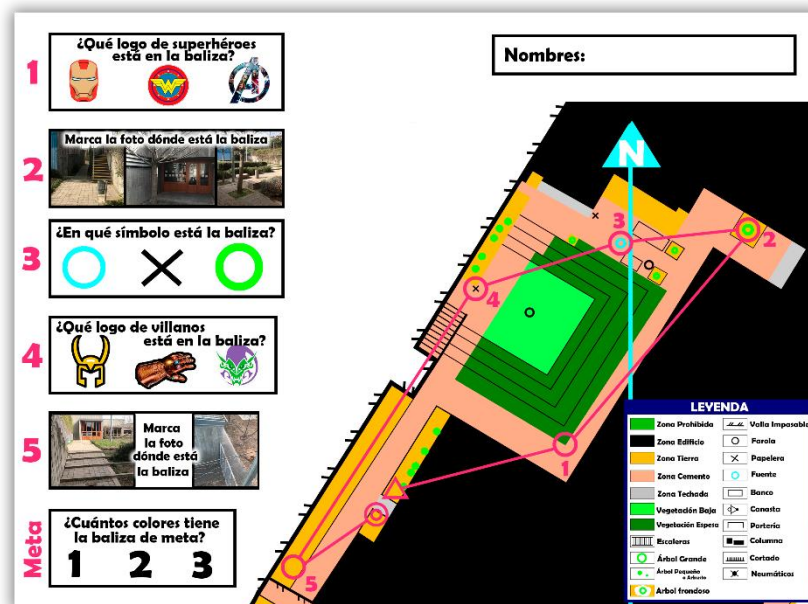 1
¿Qué logo de superhéroes
está en la baliza?
Nombres:
2
Marca la foto dónde está la baliza
3
¿En qué símbolo está la baliza?
4
¿Qué logo de villanos
está en la baliza?
5
Marca
la foto
dónde está
la baliza
Meta
¿Cuántos colores tiene
la baliza de meta?
1 2 3
N
3
2
4
1
5
LEYENDA
Zona Prohibida
Valla Impasable
Zona Edificio
Farola
Zona Tierra
Papelera
Zona Cemento
Fuente
Zona Techada
Banco
Vegetación Baja
Canasta
Vegetación Espesa
Portería
Escaleras
Columna
Árbol Grande
Cortado
Árbol Pequeño
o Arbusto
Neumáticos
Árbol frondoso